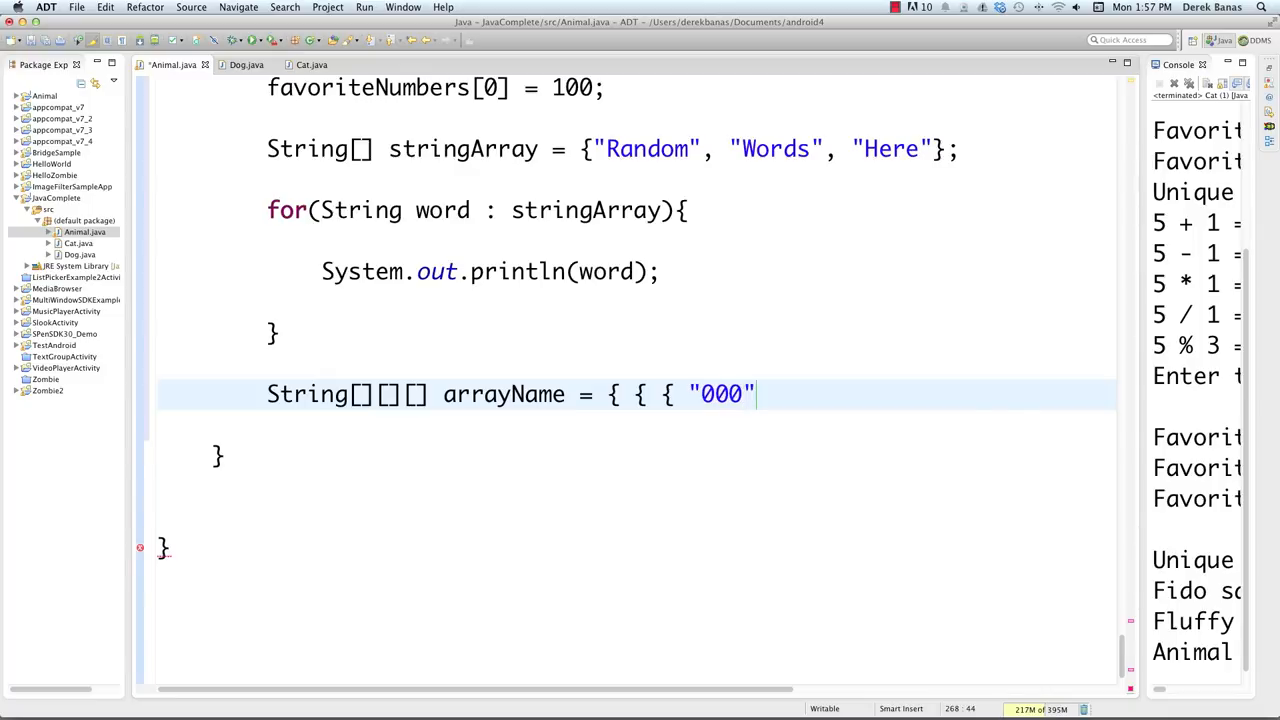 ADT File Edit Refactor Source Navigate Search Project Run Window Help 10 Mon 1:57 PM Derek Banas
Java - JavaComplete/src/Animal.java - ADT - /Users/derekbanas/Documents/android4
Quick Access Java DDMS
Package Exp
*Animal.java Dog.java Cat.java
Console
<terminated> Cat (1) [Java
Animal
appcompat_v7
appcompat_v7_2
appcompat_v7_3
appcompat_v7_4
BridgeSample
HelloWorld
HelloZombie
ImageFilterSampleApp
JavaComplete
src
(default package)
Animal.java
Cat.java
Dog.java
JRE System Library [Ja
ListPickerExample2Activi
MediaBrowser
MultiWindowSDKExample
MusicPlayerActivity
SlookActivity
SPenSDK30_Demo
TestAndroid
TextGroupActivity
VideoPlayerActivity
Zombie
Zombie2
favoriteNumbers[0] = 100;
String[] stringArray = {"Random", "Words", "Here"};
for(String word : stringArray){
System.out.println(word);
}
String[][][] arrayName = { { { "000"
}
}
Favorit
Favorit
Unique
5 + 1 =
5 - 1 =
5 * 1 =
5 / 1 =
5 % 3 =
Enter t
Favorit
Favorit
Favorit
Unique
Fido sa
Fluffy
Animal
Writable Smart Insert 268 : 44 217M of 395M